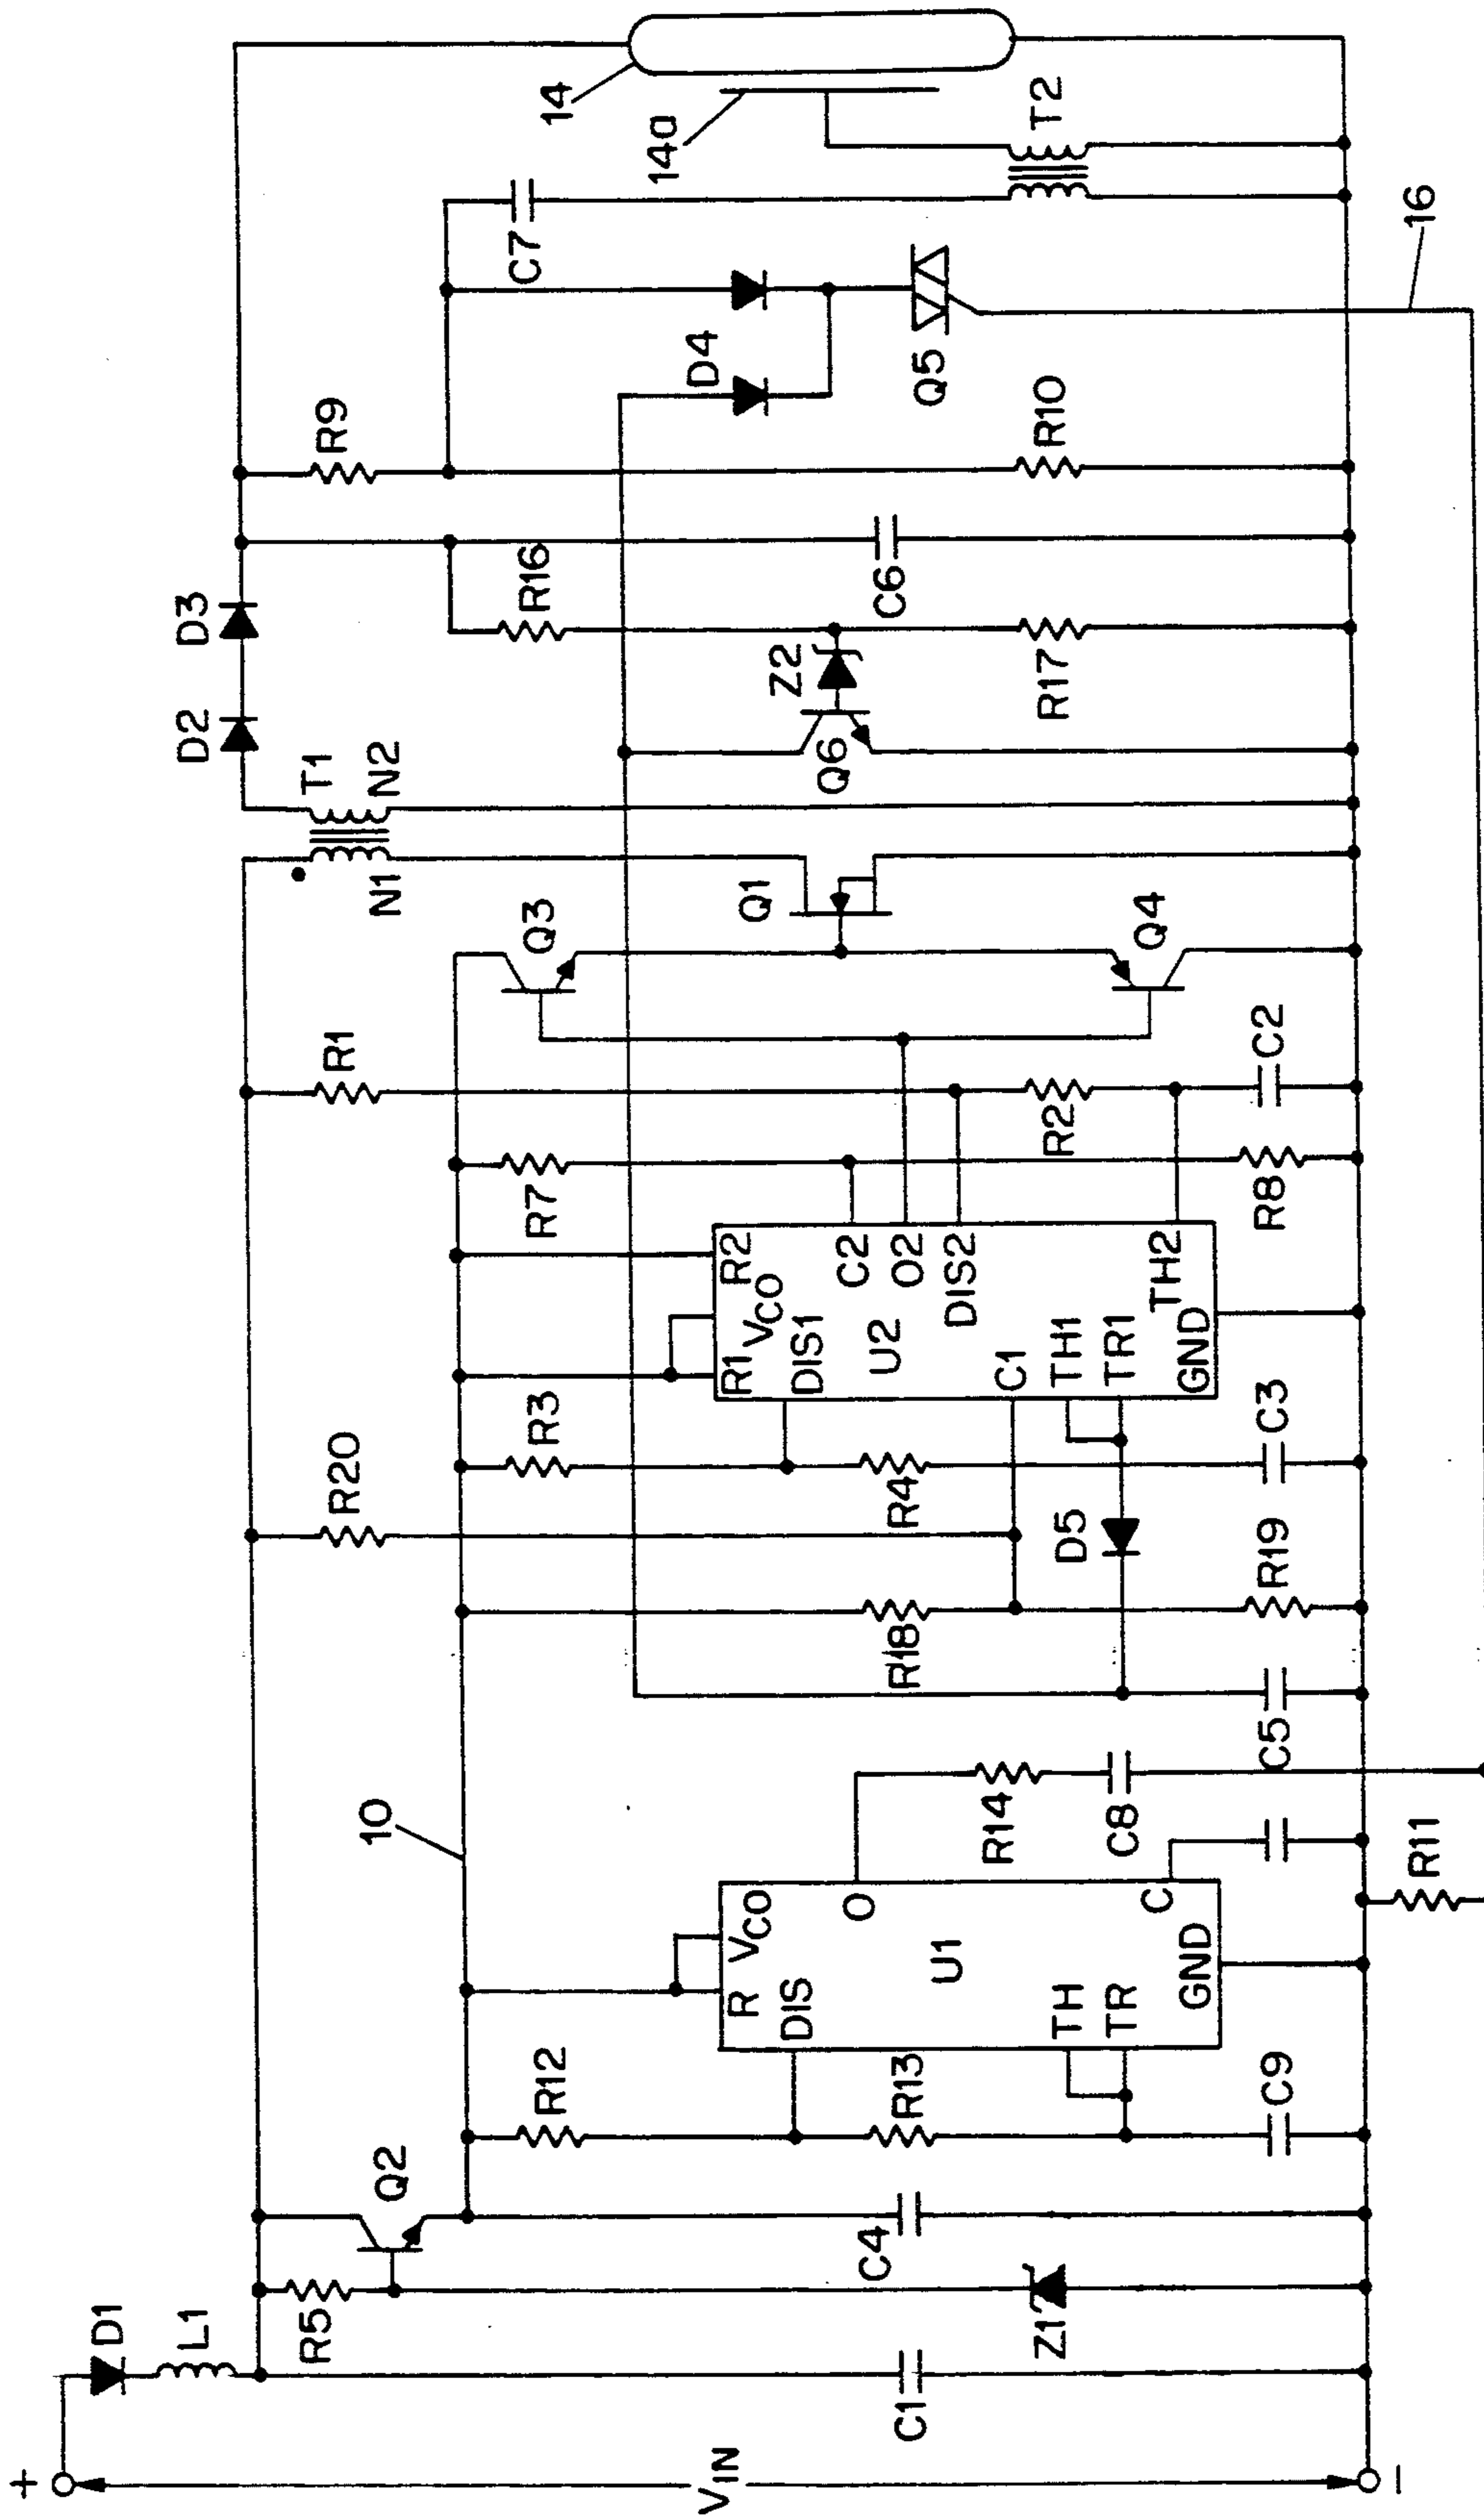 +
VIN
–
D1
L1
R5
C1
Z1
Q2
C4
R12
R13
C9
R
VCO
DIS
U1
O
TH
TR
C
GND
10
R14
C8
R11
C5
R18
R19
R20
D5
R3
R4
C3
R1
VCO
R2
DIS1
U2
C2
O2
DIS2
C1
TH1
TR1
TH2
GND
R7
R8
R1
R2
C2
Q3
Q4
Q1
N1
T1
N2
D2
D3
Q6
Z2
R16
R17
C6
R9
R10
D4
Q5
C7
T2
14
14a
16